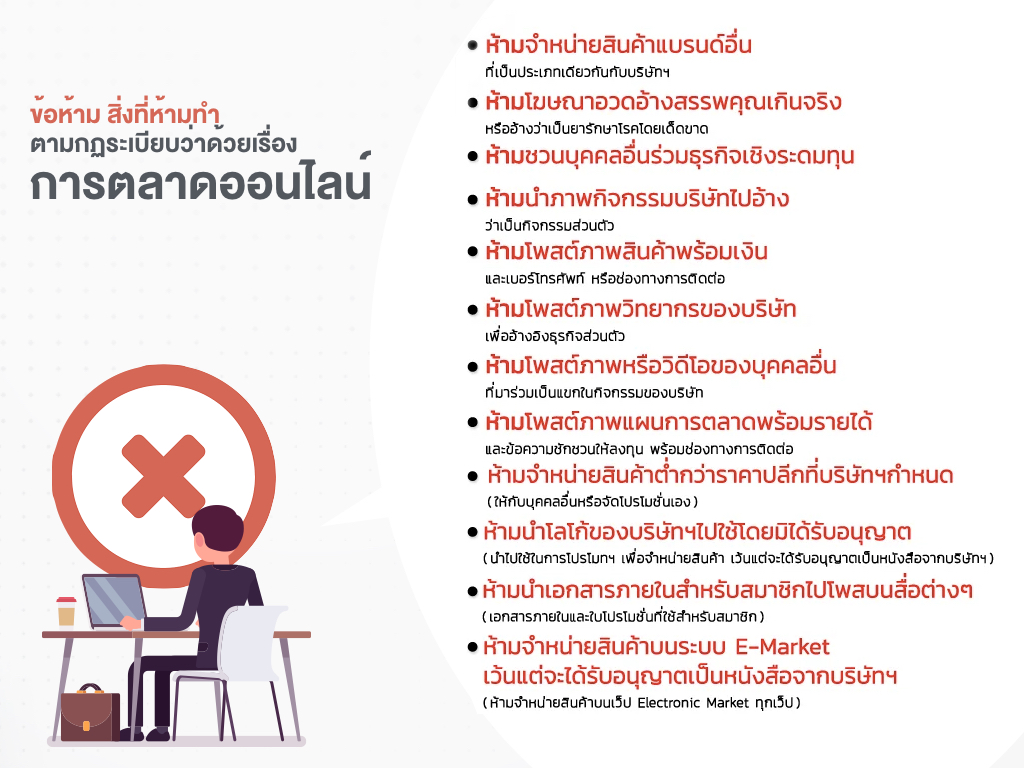 ข้อห้าม สิ่งที่ห้ามทำ
ตามกฎระเบียบว่าด้วยเรื่อง
การตลาดออนไลน์
• ห้ามจำหน่ายสินค้าแบรนด์อื่น
ที่เป็นประเภทเดียวกันกับบริษัทฯ
• ห้ามโฆษณาอวดอ้างสรรพคุณเกินจริง
หรืออ้างว่าเป็นยารักษาโรคโดยเด็ดขาด
• ห้ามชวนบุคคลอื่นร่วมธุรกิจเชิงระดมทุน
• ห้ามนำภาพกิจกรรมบริษัทไปอ้าง
ว่าเป็นกิจกรรมส่วนตัว
• ห้ามโพสต์ภาพสินค้าพร้อมเงิน
และเบอร์โทรศัพท์ หรือช่องทางการติดต่อ
• ห้ามโพสต์ภาพวิทยากรของบริษัท
เพื่ออ้างอิงธุรกิจส่วนตัว
• ห้ามโพสต์ภาพหรือวิดีโอของบุคคลอื่น
ที่มาร่วมเป็นแขกในกิจกรรมของบริษัท
• ห้ามโพสต์ภาพแผนการตลาดพร้อมรายได้
และข้อความชักชวนให้ลงทุน พร้อมช่องทางการติดต่อ
• ห้ามจำหน่ายสินค้าต่ำกว่าราคาปลีกที่บริษัทฯกำหนด
(ให้กับบุคคลอื่นหรือจัดโปรโมชั่นเอง)
• ห้ามนำโลโก้ของบริษัทฯไปใช้โดยมิได้รับอนุญาต
(นำไปใช้ในการโปรโมทฯ เพื่อจำหน่ายสินค้า เว้นแต่จะได้รับอนุญาตเป็นหนังสือจากบริษัทฯ)
• ห้ามนำเอกสารภายในสำหรับสมาชิกไปโพสบนสื่อต่างๆ
(เอกสารภายในและใบโปรโมชั่นที่ใช้สำหรับสมาชิก)
• ห้ามจำหน่ายสินค้าบนระบบ E-Market
เว้นแต่จะได้รับอนุญาตเป็นหนังสือจากบริษัทฯ
(ห้ามจำหน่ายสินค้าบนเว็ป Electronic Market ทุกเว็ป)